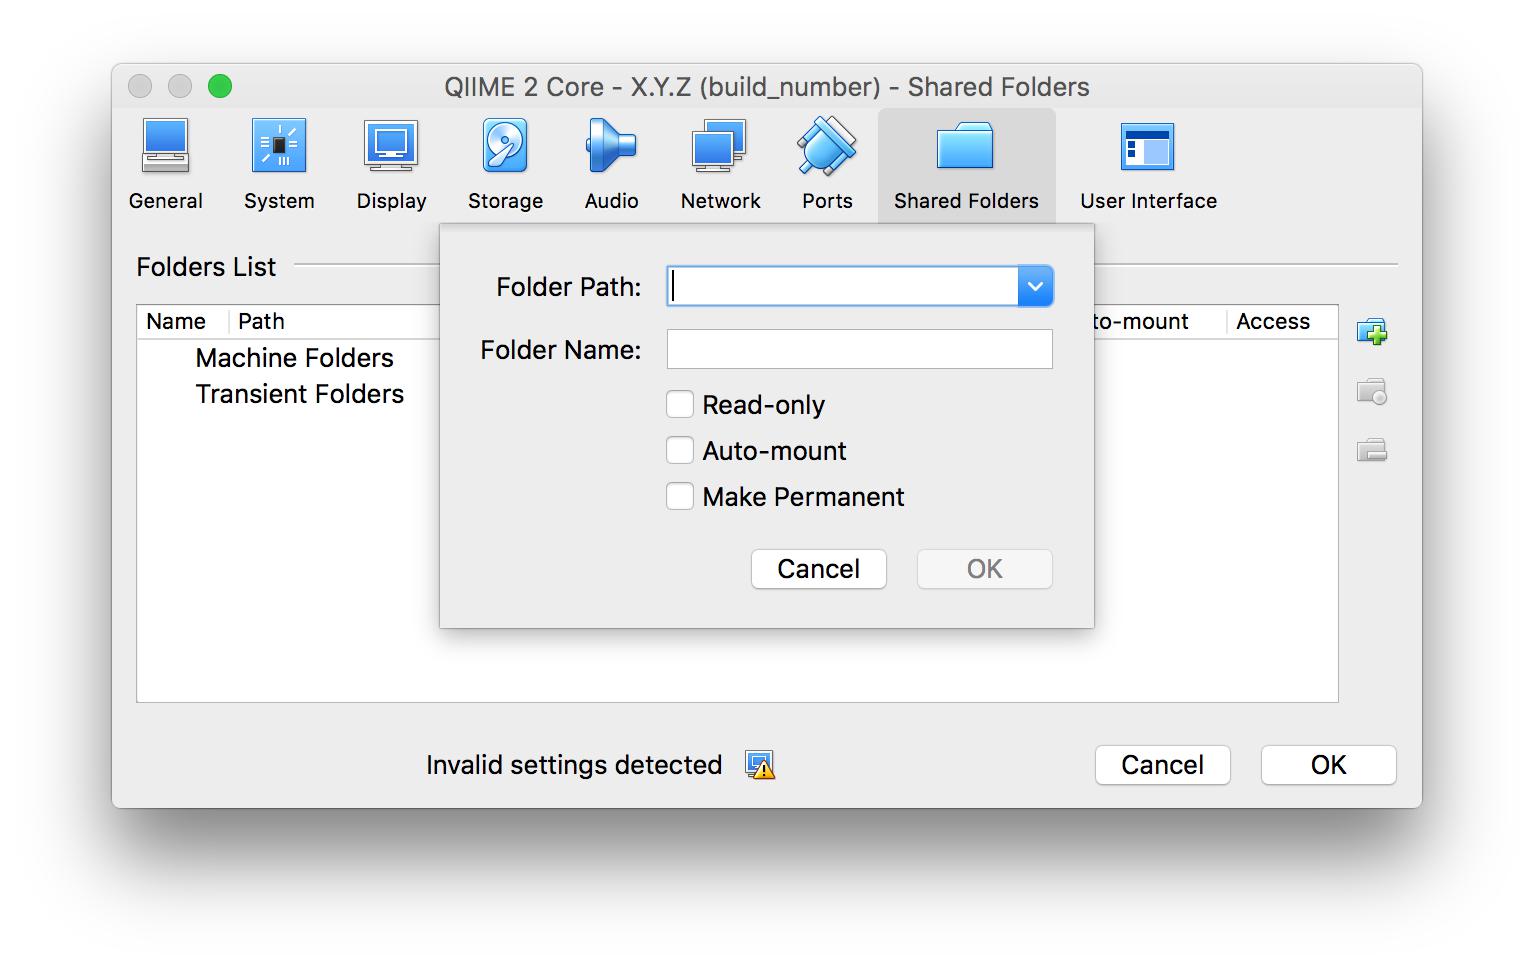 QIIME 2 Core - X.Y.Z (build_number) - Shared Folders
General System Display Storage Audio Network Ports Shared Folders User Interface
Folders List
Folder Path:
Name Path to-mount Access
Folder Name:
Machine Folders
Transient Folders
Read-only
Auto-mount
Make Permanent
Cancel OK
Invalid settings detected Cancel OK